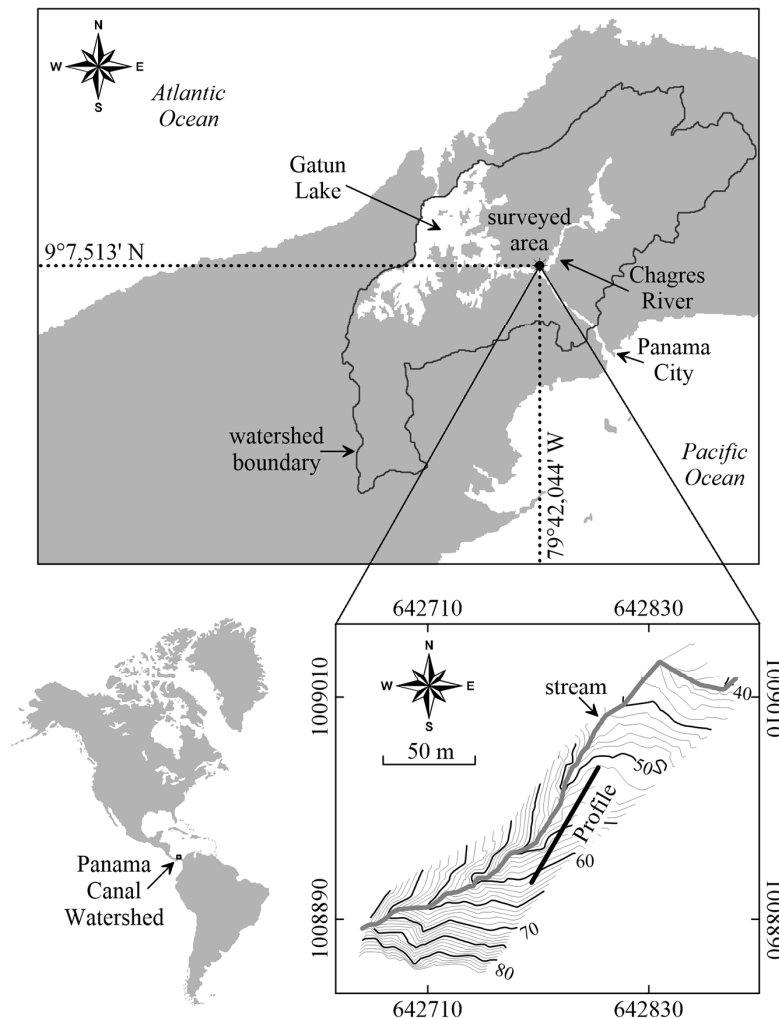 N
W E
S
Atlantic
Ocean
Gatun
Lake
surveyed
area
9°7,513' N
Chagres
River
Panama
City
watershed
boundary
79°42,044' W
Pacific
Ocean
642710 642830
N
W E
S
1009010
1009010
stream
40
50 m
50
Profile
60
Panama
Canal
Watershed
1008890
1008890
70
80
642710 642830